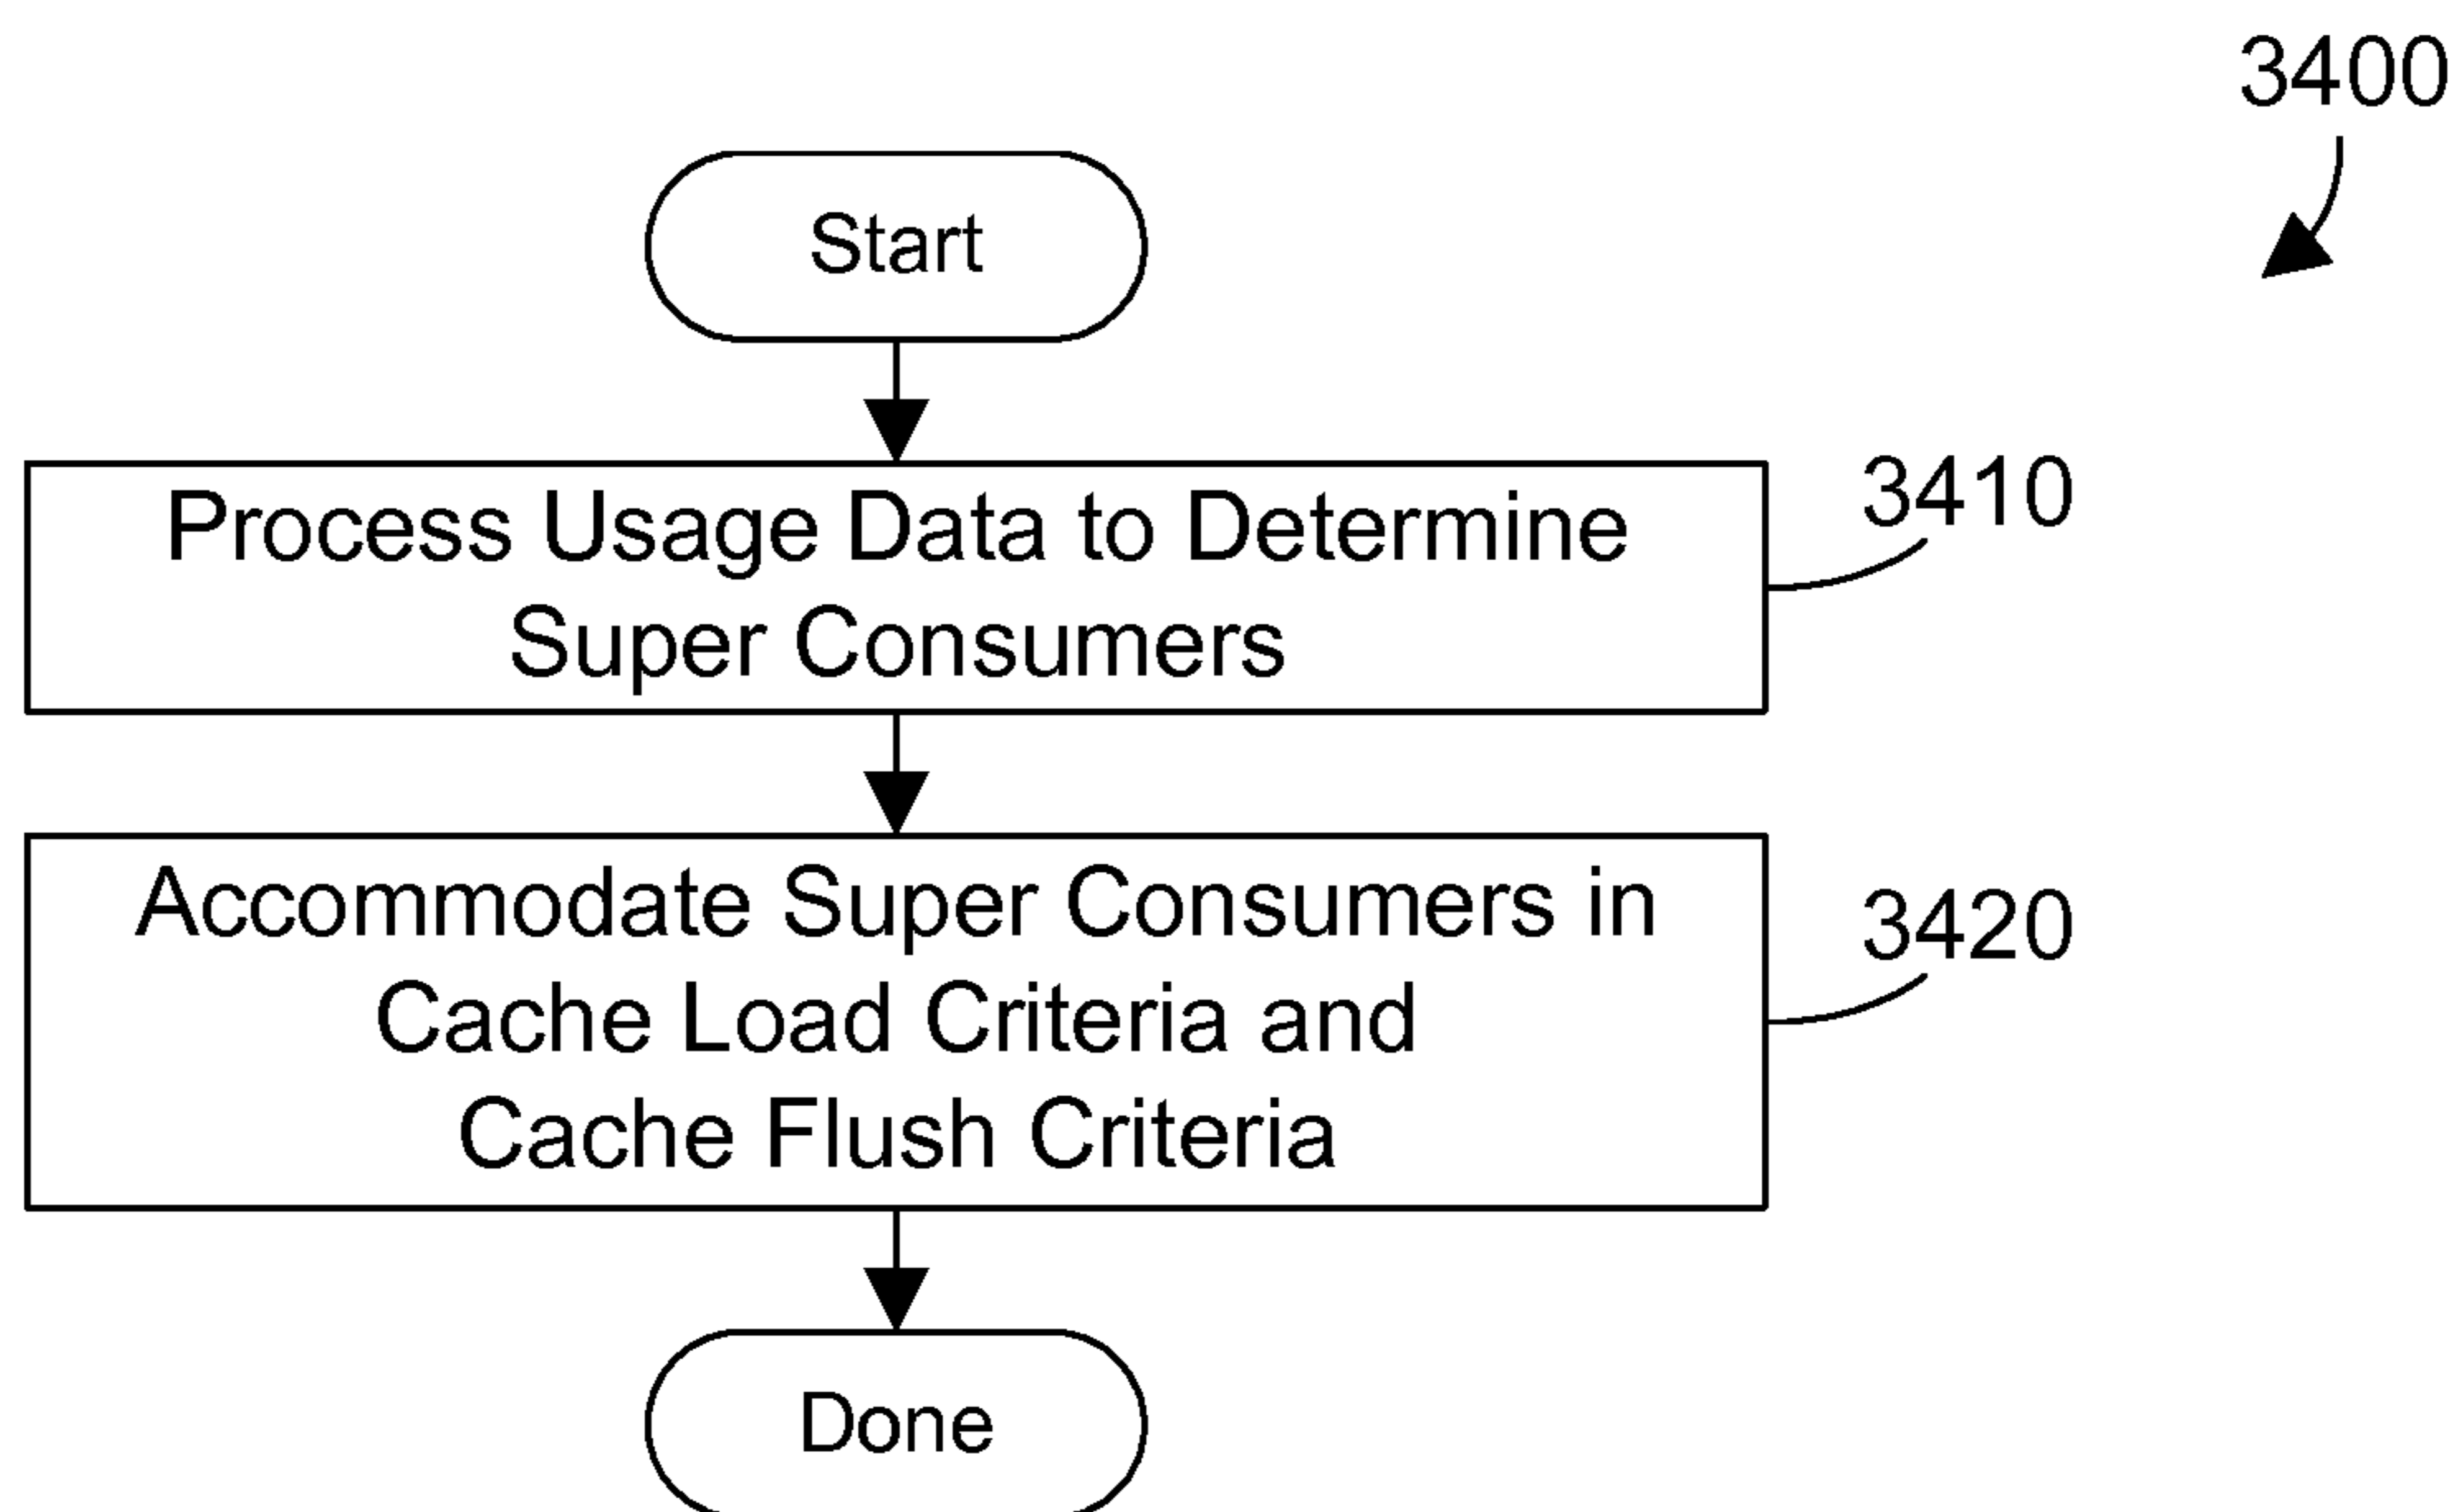 3400
Start
Process Usage Data to Determine
Super Consumers
3410
Accommodate Super Consumers in
Cache Load Criteria and
Cache Flush Criteria
3420
Done